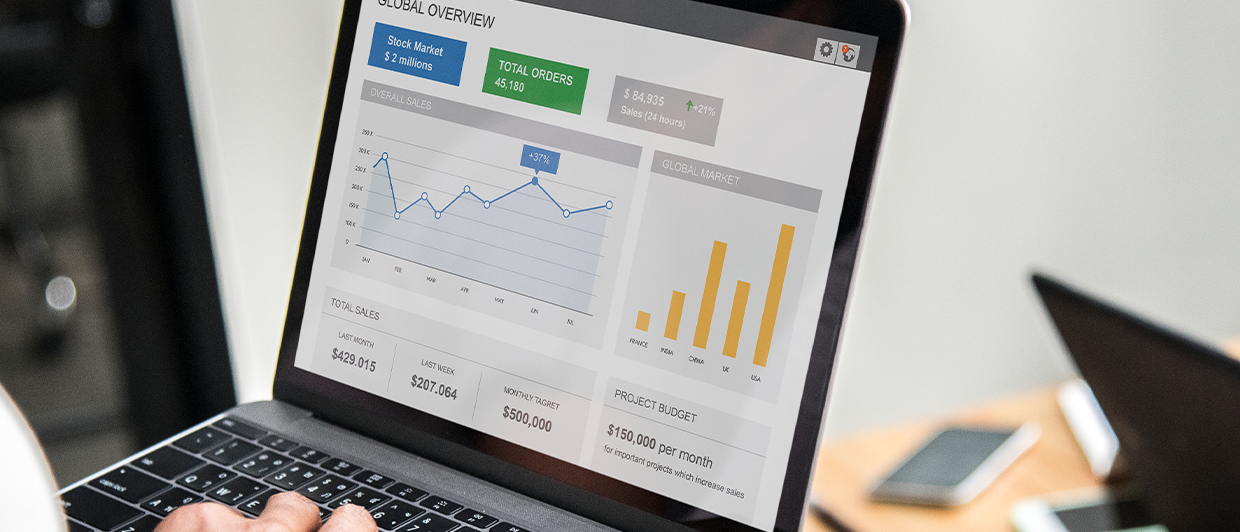 GLOBAL OVERVIEW
Stock Market
$ 2 millions
TOTAL ORDERS
45,180
$ 84,935
+21%
Sales (24 hours)
OVERALL SALES
+37%
350 K
300 K
250 K
200 K
150 K
100 K
0
JAN
FEB
MAR
APR
MAY
JUN
JUL
GLOBAL MARKET
FRANCE
INDIA
CHINA
UK
USA
TOTAL SALES
LAST MONTH
$429.015
LAST WEEK
$207.064
MONTHLY TAGRET
$500,000
PROJECT BUDGET
$150,000 per month
for important projects which increase sales